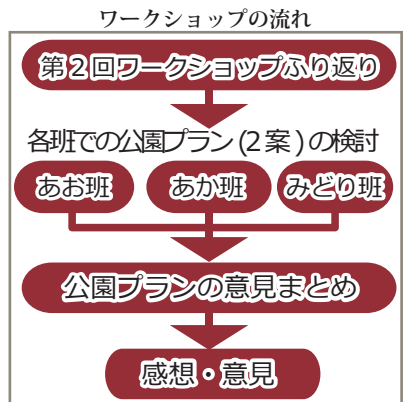 ワークショップの流れ
第2回ワークショップふり返り
各班での公園プラン(2案)の検討
あお班 あか班 みどり班
公園プランの意見まとめ
感想・意見